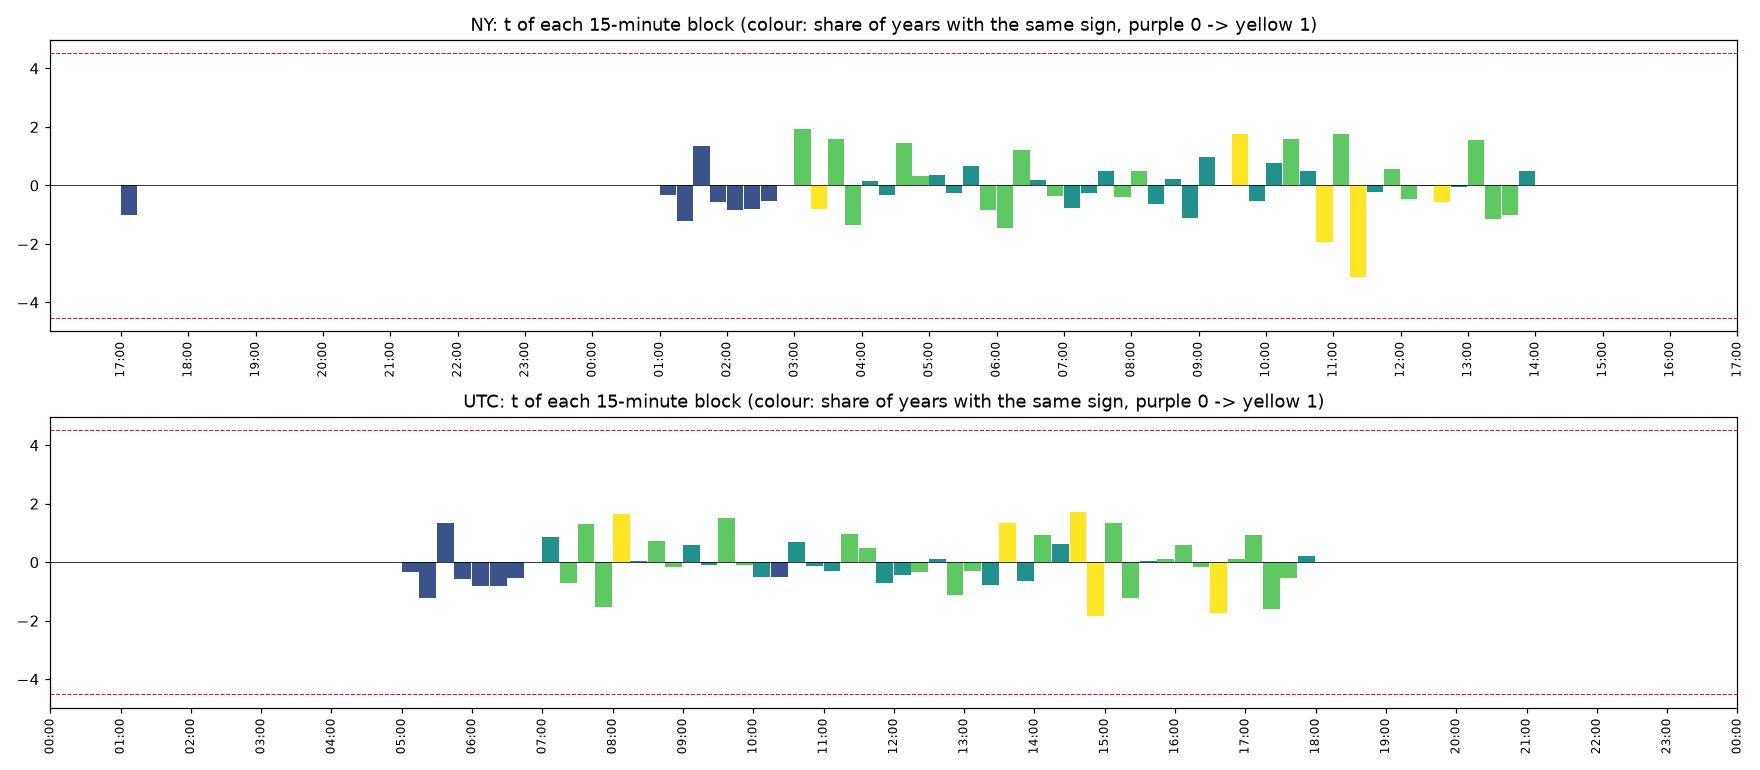 NY: t of each 15-minute block (colour: share of years with the same sign, purple 0 -> yellow 1)
4
2
0
−2
−4
17:00 18:00 19:00 20:00 21:00 22:00 23:00 00:00 01:00 02:00 03:00 04:00 05:00 06:00 07:00 08:00 09:00 10:00 11:00 12:00 13:00 14:00 15:00 16:00 17:00
UTC: t of each 15-minute block (colour: share of years with the same sign, purple 0 -> yellow 1)
4
2
0
−2
−4
00:00 01:00 02:00 03:00 04:00 05:00 06:00 07:00 08:00 09:00 10:00 11:00 12:00 13:00 14:00 15:00 16:00 17:00 18:00 19:00 20:00 21:00 22:00 23:00 00:00